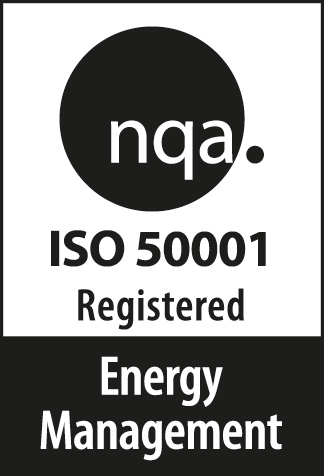 nqa.
ISO 50001
Registered
Energy
Management